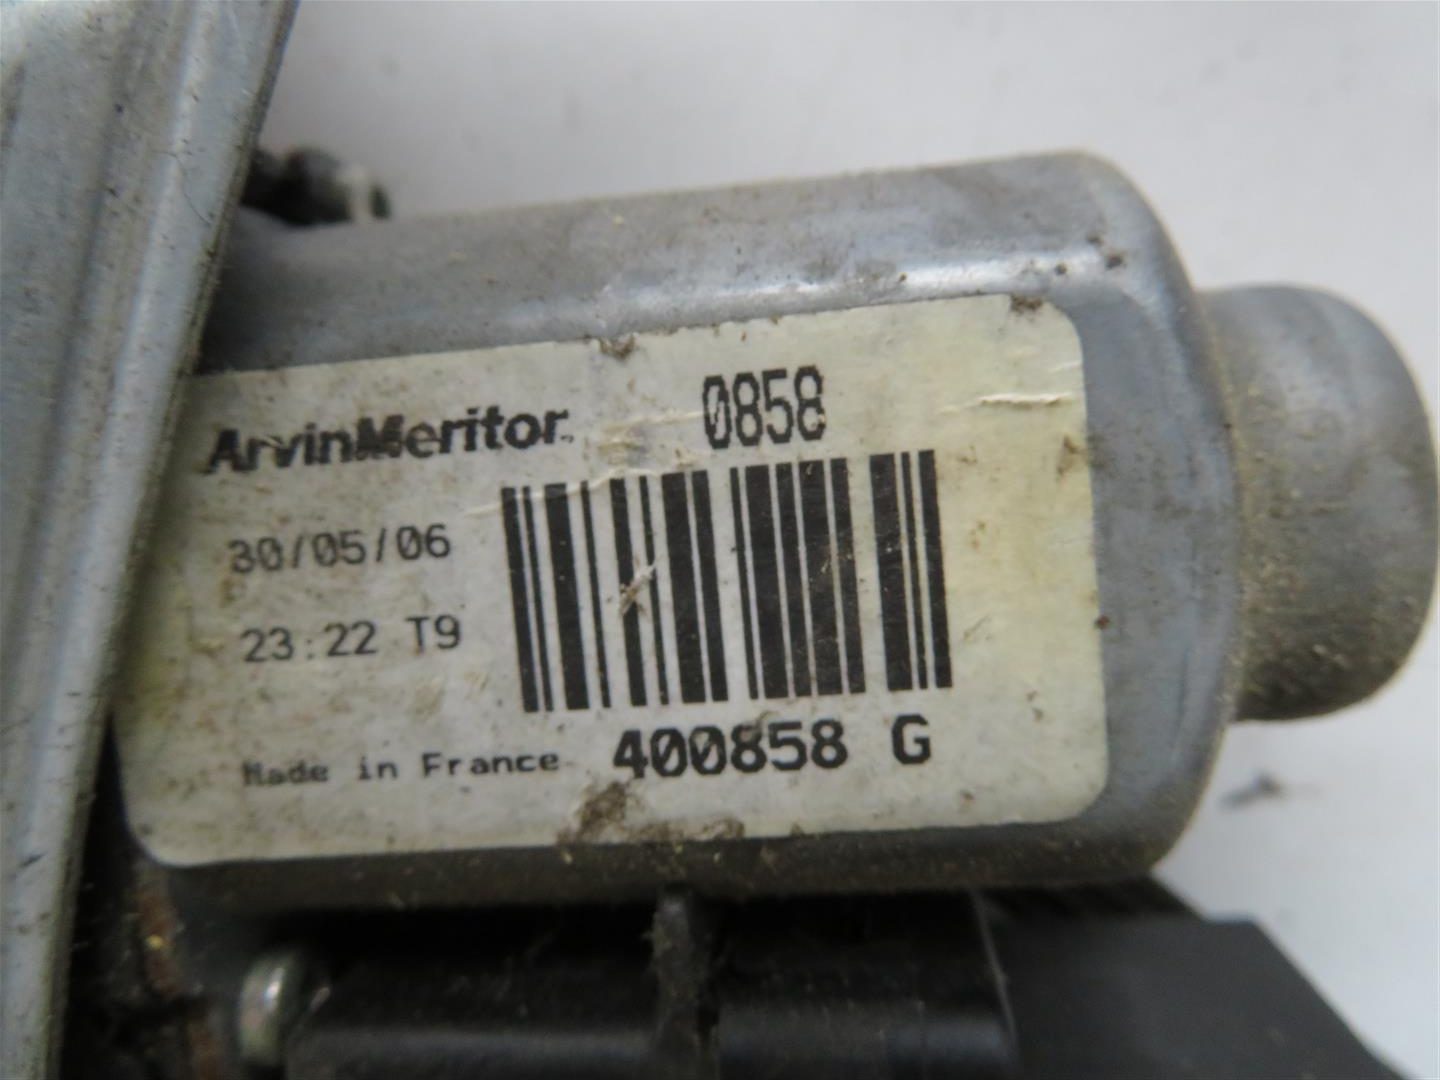 ArvinMeritor 0858
30/05/06
23:22 T9
Made in France 400858 G